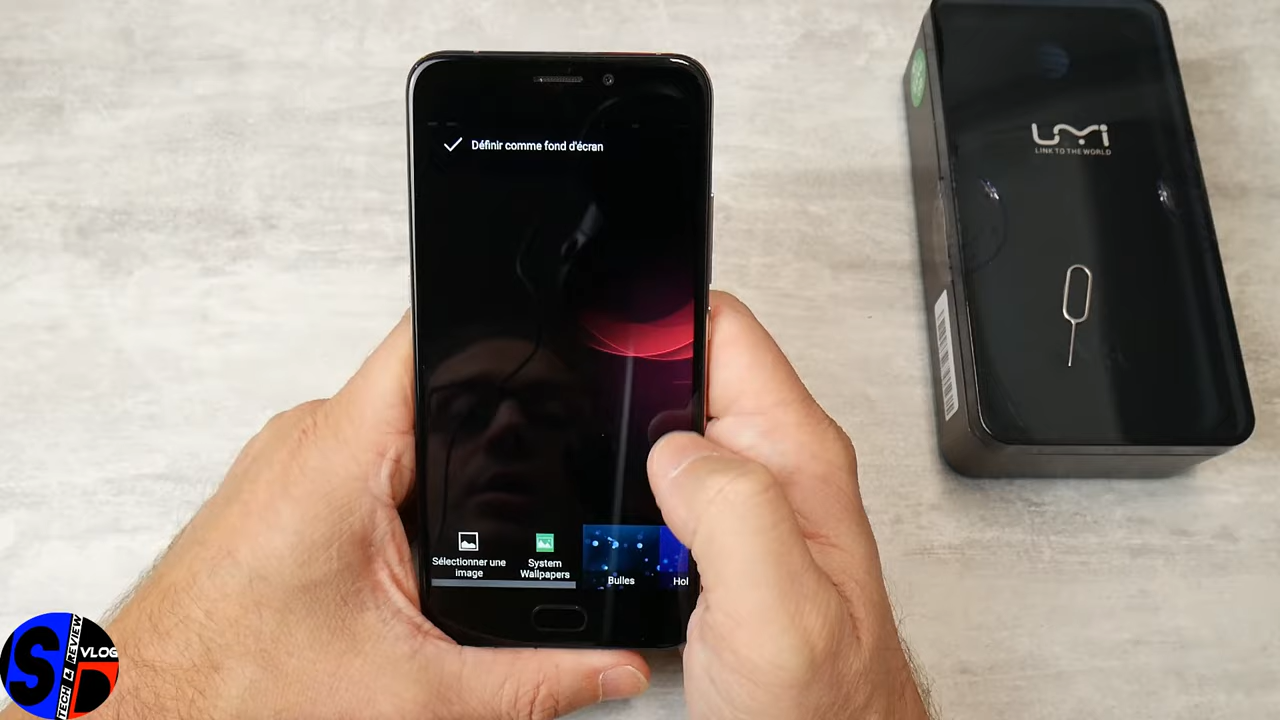 Définir comme fond d'écran
Sélectionner une
image
System
Wallpapers
Bulles
Hol
UMi
LINK TO THE WORLD
SD
TECH & REVIEW
VLOG